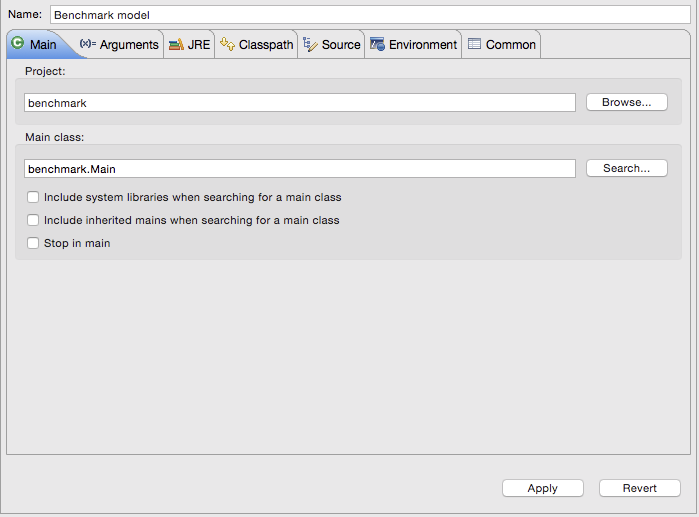 Name: Benchmark model
Main (x)= Arguments JRE Classpath Source Environment Common
Project:
benchmark Browse...
Main class:
benchmark.Main Search...
Include system libraries when searching for a main class
Include inherited mains when searching for a main class
Stop in main
Apply Revert